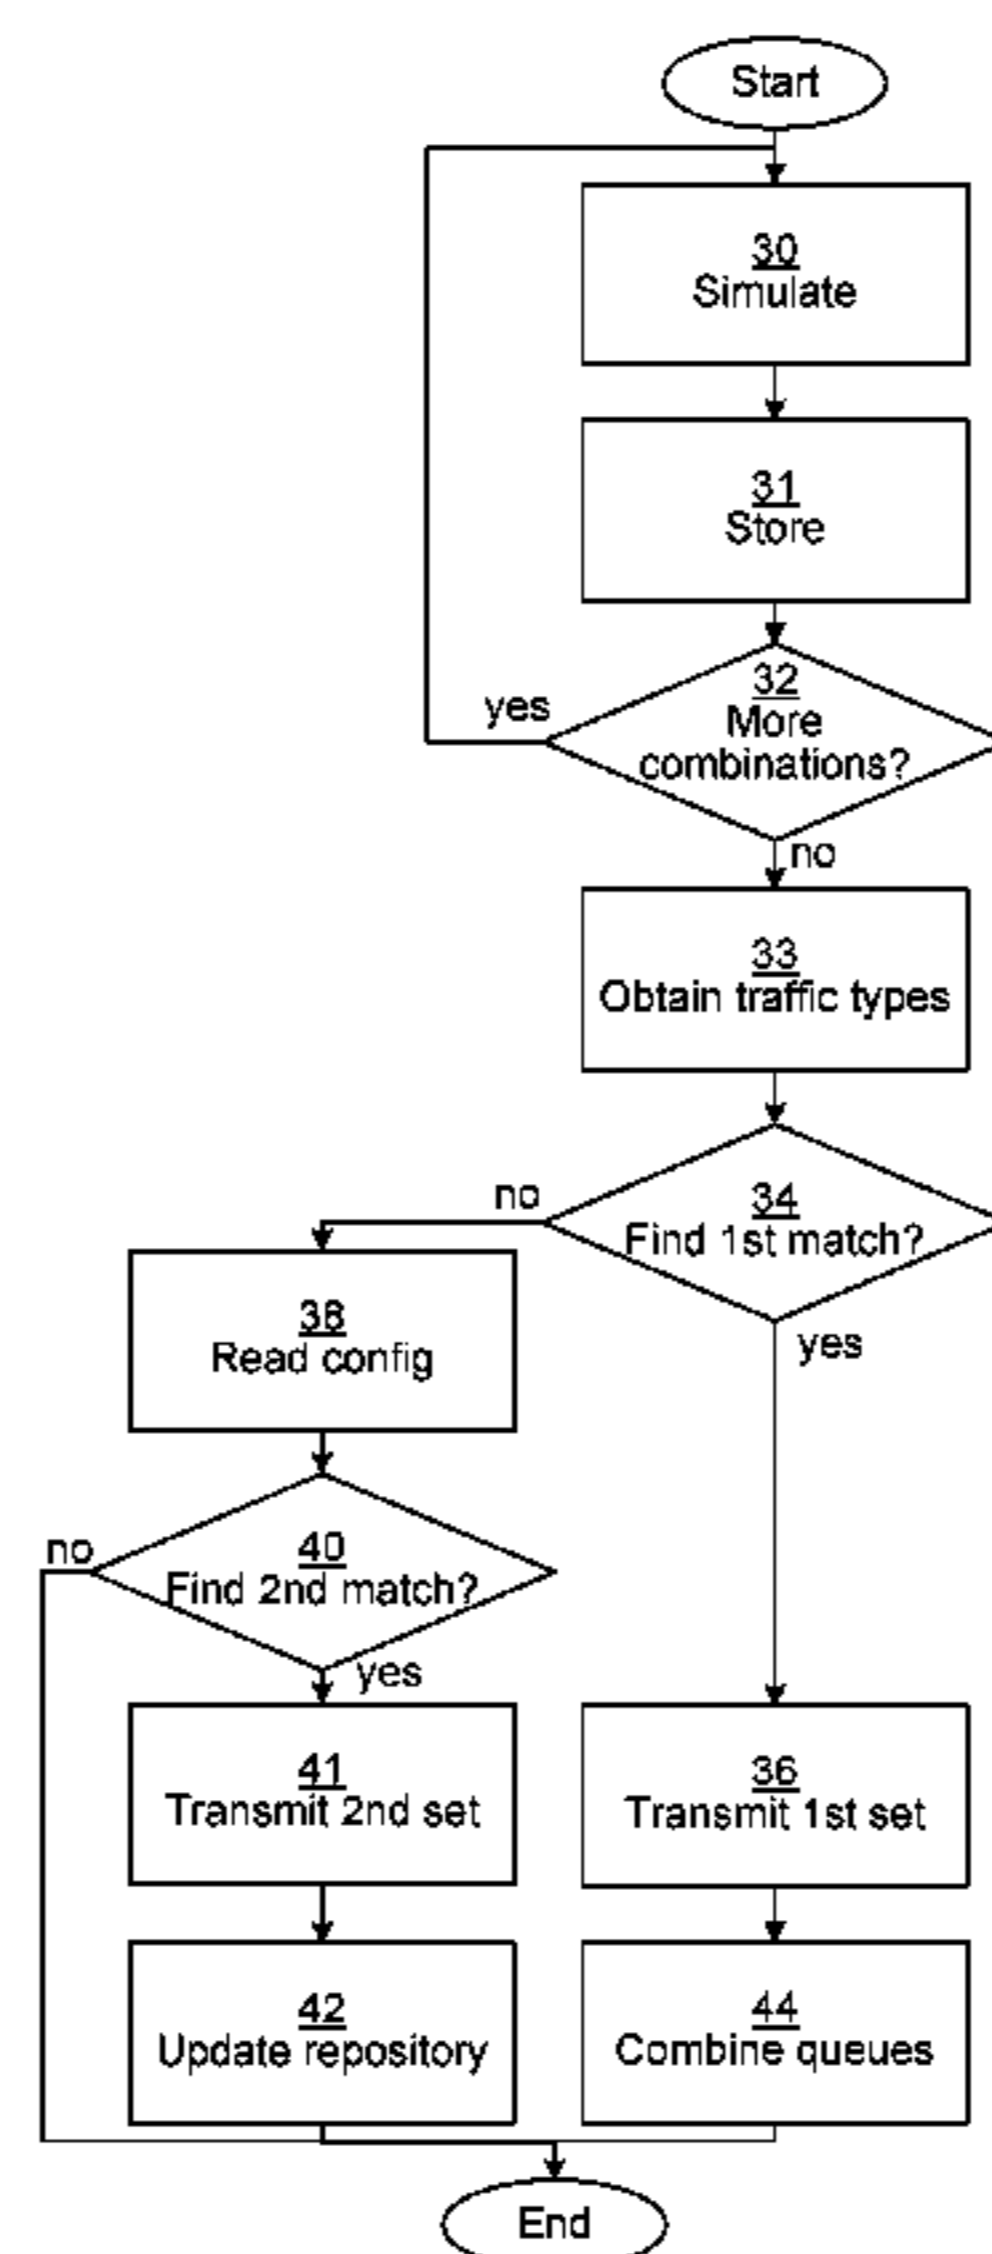 Start
30
Simulate
31
Store
32
More
combinations?
yes
no
33
Obtain traffic types
34
Find 1st match?
no
yes
38
Read config
40
Find 2nd match?
no
yes
41
Transmit 2nd set
36
Transmit 1st set
42
Update repository
44
Combine queues
End